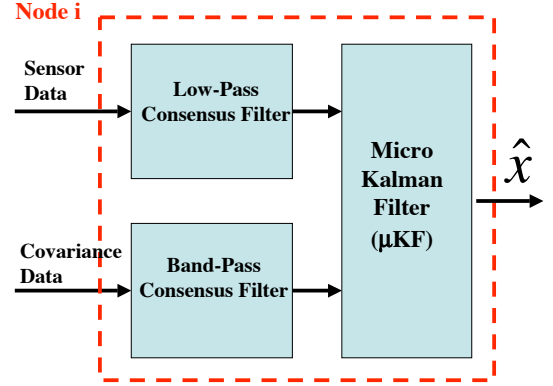 Node i
Sensor
Data
Low-Pass
Consensus Filter
Micro
Kalman
Filter
(μKF)
x̂
Covariance
Data
Band-Pass
Consensus Filter